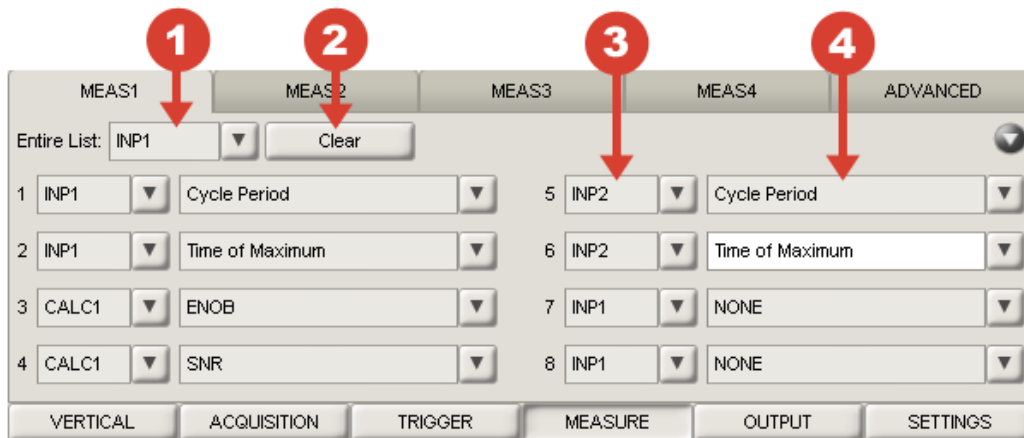 1 2 3 4
MEAS1 MEAS2 MEAS3 MEAS4 ADVANCED
Entire List: INP1 Clear
1 INP1 Cycle Period 5 INP2 Cycle Period
2 INP1 Time of Maximum 6 INP2 Time of Maximum
3 CALC1 ENOB 7 INP1 NONE
4 CALC1 SNR 8 INP1 NONE
VERTICAL ACQUISITION TRIGGER MEASURE OUTPUT SETTINGS